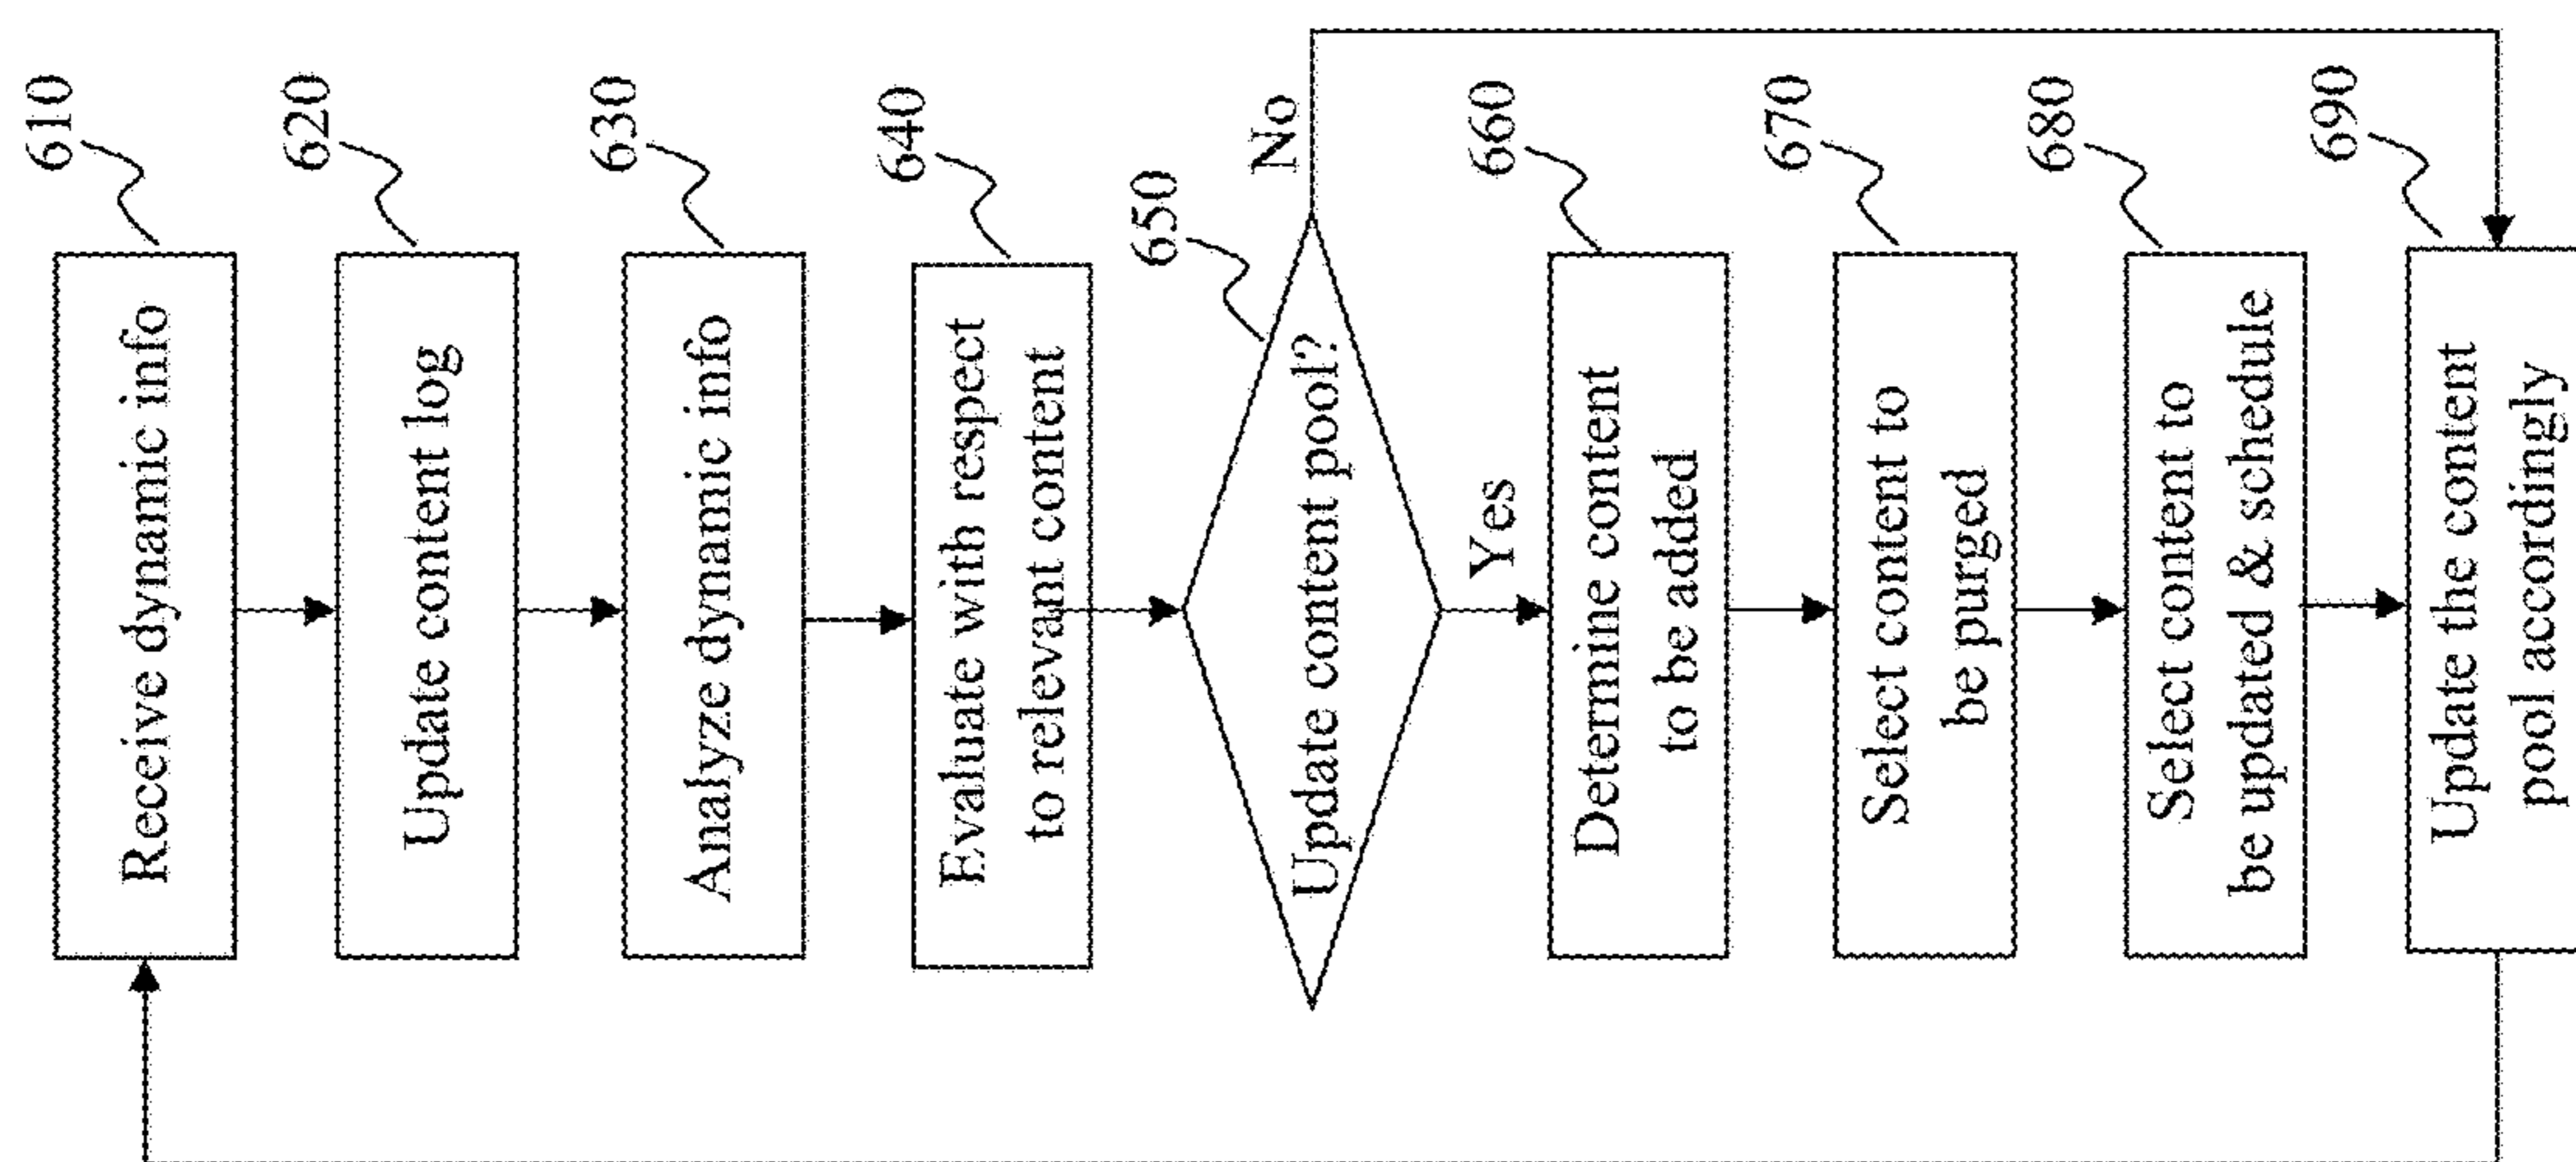 610
Receive dynamic info
620
Update content log
630
Analyze dynamic info
640
Evaluate with respect
to relevant content
650
Update content pool?
No
Yes
660
Determine content
to be added
670
Select content to
be purged
680
Select content to
be updated & schedule
690
Update the content
pool accordingly